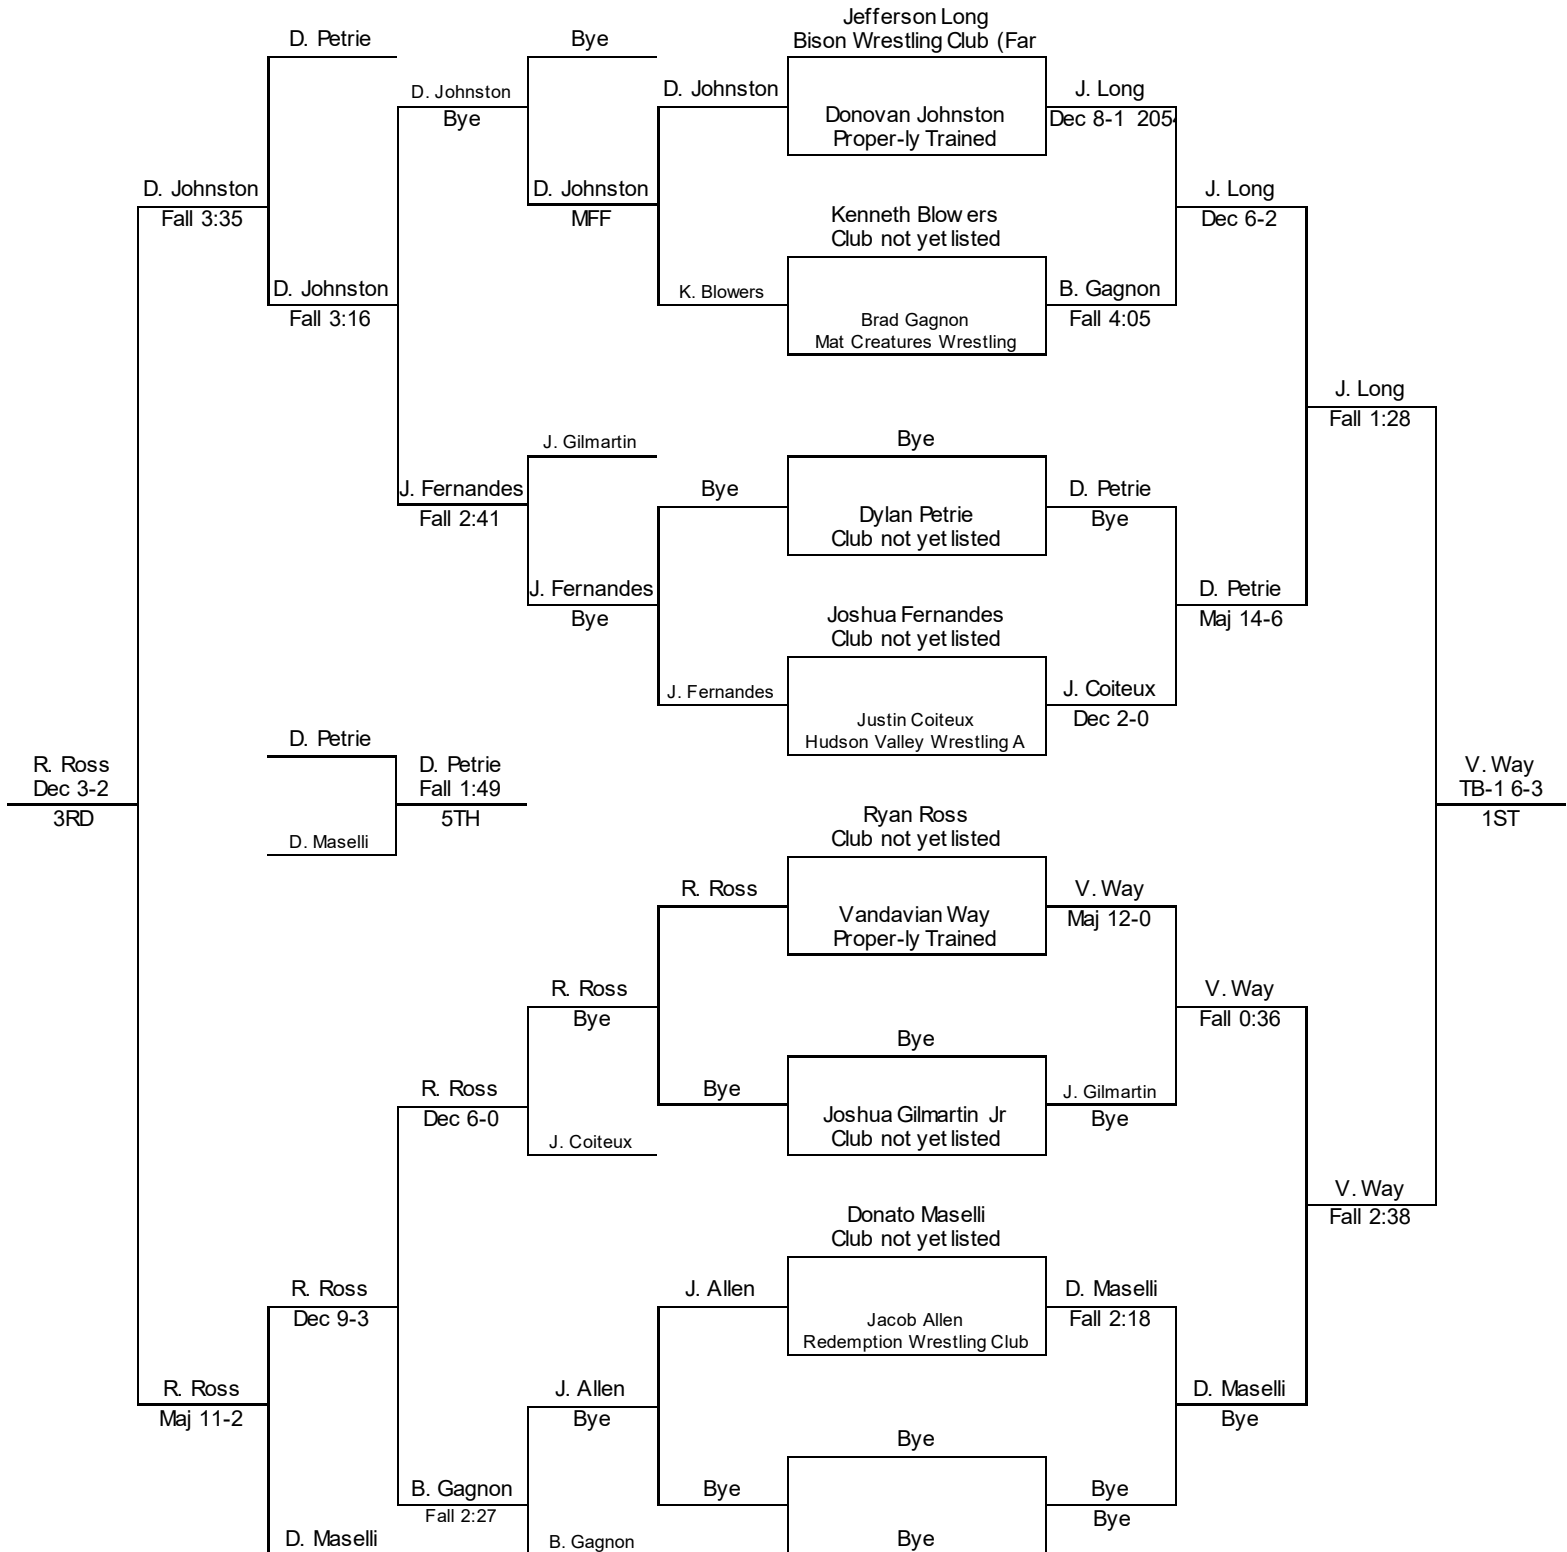 Jefferson Long
D. Petrie
Bye
Bison Wrestling Club (Far
D. Johnston
D. Johnston
J. Long
Bye
Donovan Johnston
Dec 8-1 2054
Proper-ly Trained
D. Johnston
D. Johnston
J. Long
Fall 3:35
MFF
Kenneth Blowers
Dec 6-2
Club not yet listed
D. Johnston
K. Blowers
B. Gagnon
Fall 3:16
Brad Gagnon
Fall 4:05
Mat Creatures Wrestling
J. Long
Fall 1:28
J. Gilmartin
Bye
J. Fernandes
Bye
D. Petrie
Fall 2:41
Dylan Petrie
Bye
Club not yet listed
J. Fernandes
D. Petrie
Bye
Joshua Fernandes
Maj 14-6
Club not yet listed
J. Fernandes
J. Coiteux
Justin Coiteux
Dec 2-0
D. Petrie
Hudson Valley Wrestling A
R. Ross
D. Petrie
V. Way
Dec 3-2
Fall 1:49
TB-1 6-3
3RD
5TH
Ryan Ross
1ST
D. Maselli
Club not yet listed
R. Ross
V. Way
Vandavian Way
Maj 12-0
Proper-ly Trained
R. Ross
V. Way
Bye
Fall 0:36
Bye
R. Ross
Bye
J. Gilmartin
Dec 6-0
Joshua Gilmartin Jr
Bye
J. Coiteux
Club not yet listed
V. Way
Donato Maselli
Fall 2:38
Club not yet listed
R. Ross
J. Allen
D. Maselli
Dec 9-3
Jacob Allen
Fall 2:18
Redemption Wrestling Club
R. Ross
J. Allen
D. Maselli
Maj 11-2
Bye
Bye
Bye
B. Gagnon
Bye
Bye
Fall 2:27
Bye
D. Maselli
B. Gagnon
Bye